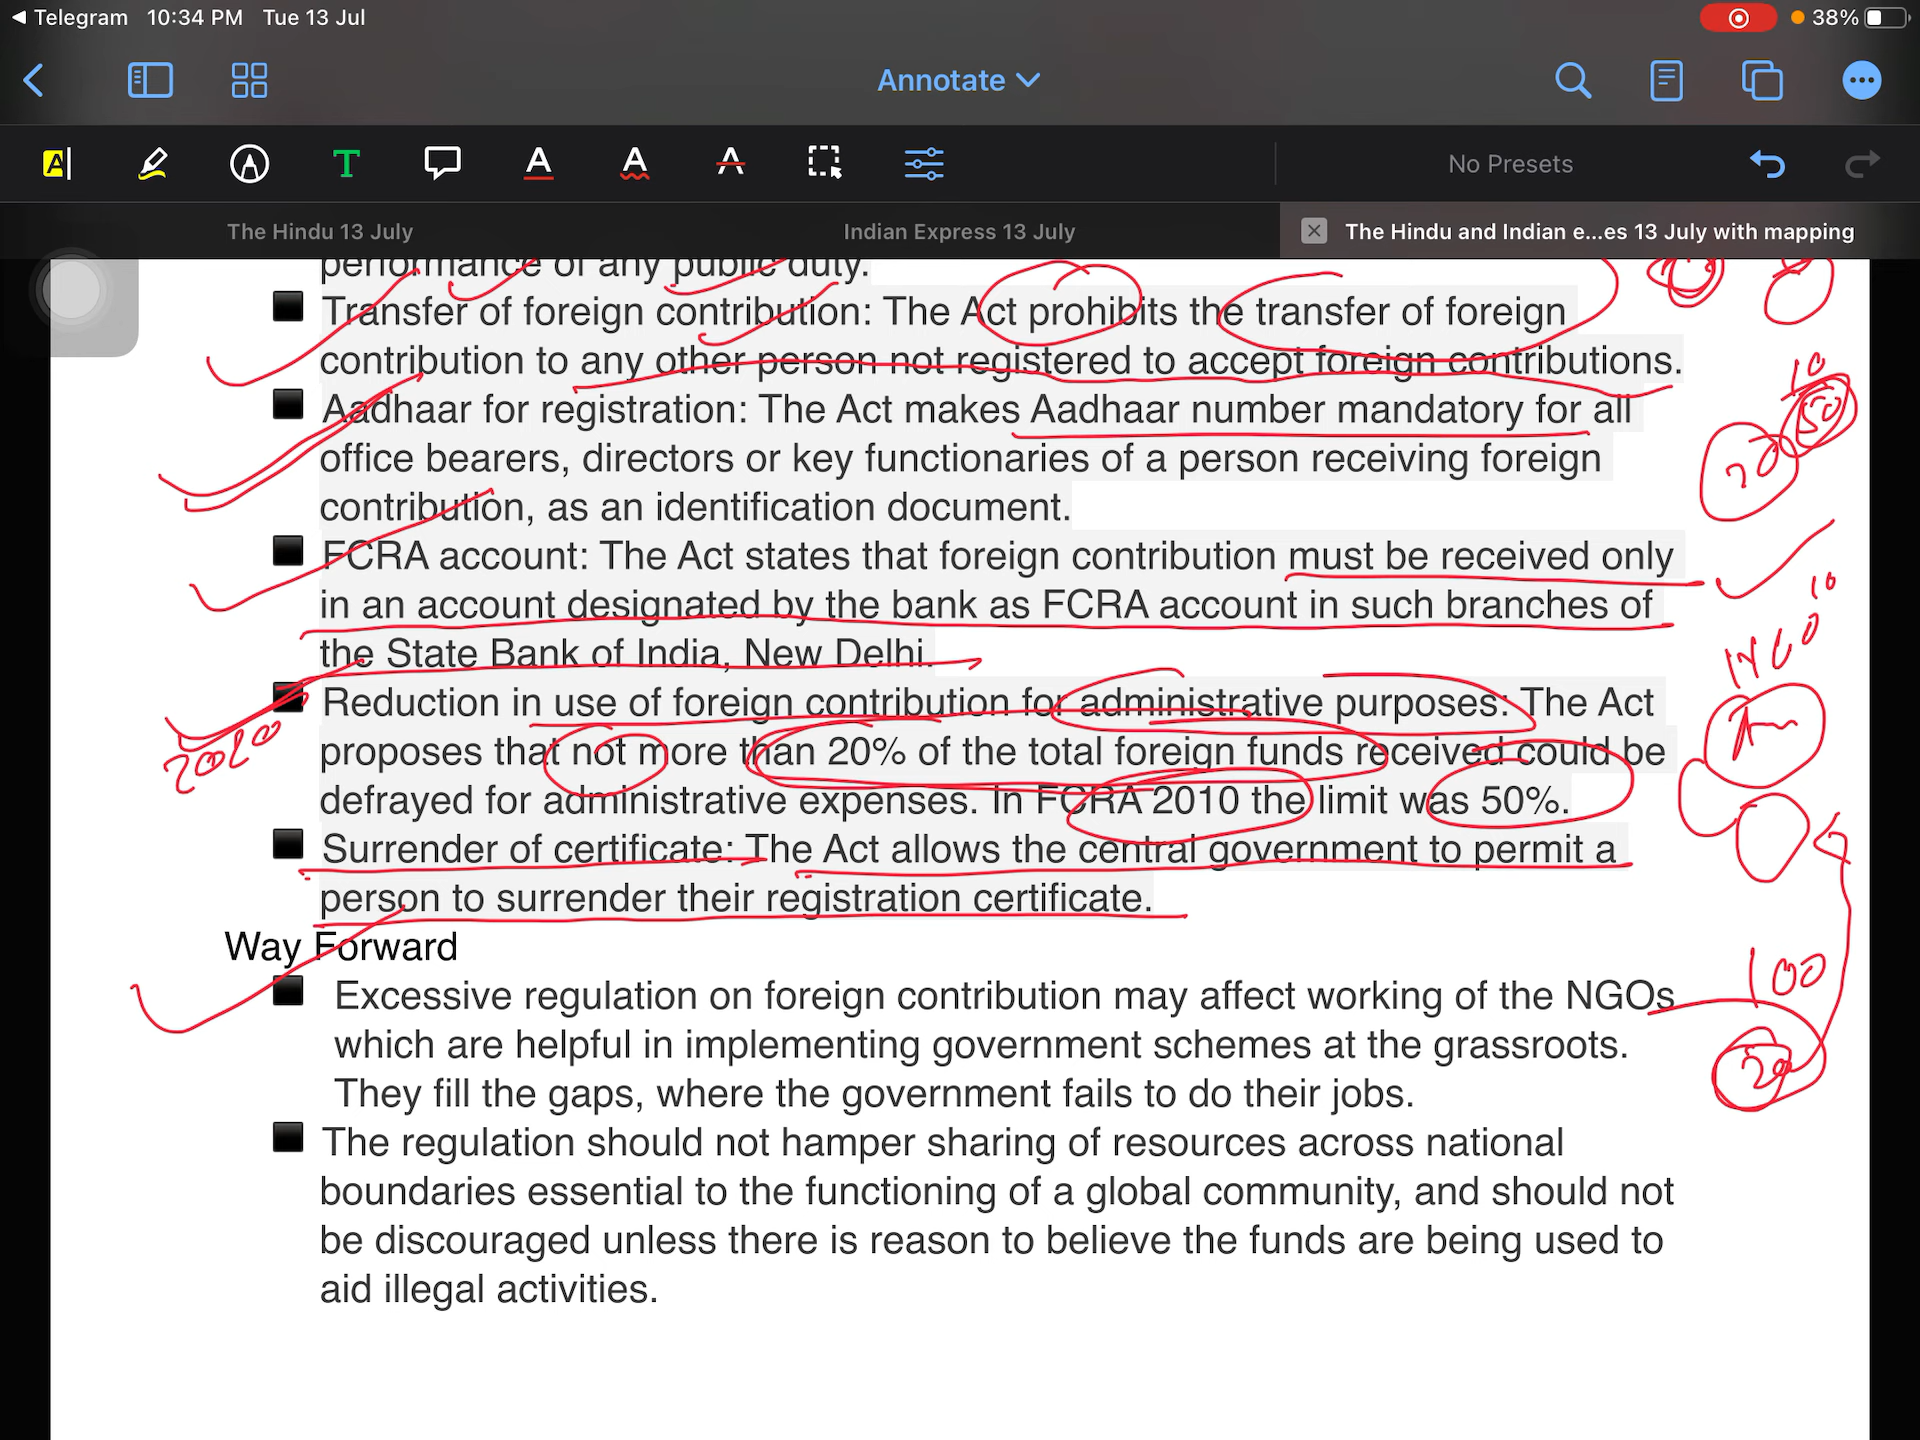 Telegram 10:34 PM Tue 13 Jul 38%
Annotate
A A T A A A No Presets
The Hindu 13 July Indian Express 13 July The Hindu and Indian e...es 13 July with mapping
performance of any public duty.
Transfer of foreign contribution: The Act prohibits the transfer of foreign
contribution to any other person not registered to accept foreign contributions.
10
50
Aadhaar for registration: The Act makes Aadhaar number mandatory for all
office bearers, directors or key functionaries of a person receiving foreign
20
contribution, as an identification document.
FCRA account: The Act states that foreign contribution must be received only
10
in an account designated by the bank as FCRA account in such branches of
the State Bank of India, New Delhi.
Reduction in use of foreign contribution for administrative purposes: The Act
2020
proposes that not more than 20% of the total foreign funds received could be
defrayed for administrative expenses. In FCRA 2010 the limit was 50%.
Surrender of certificate: The Act allows the central government to permit a
person to surrender their registration certificate.
Way Forward
100
Excessive regulation on foreign contribution may affect working of the NGOs
which are helpful in implementing government schemes at the grassroots.
20
They fill the gaps, where the government fails to do their jobs.
The regulation should not hamper sharing of resources across national
boundaries essential to the functioning of a global community, and should not
be discouraged unless there is reason to believe the funds are being used to
aid illegal activities.